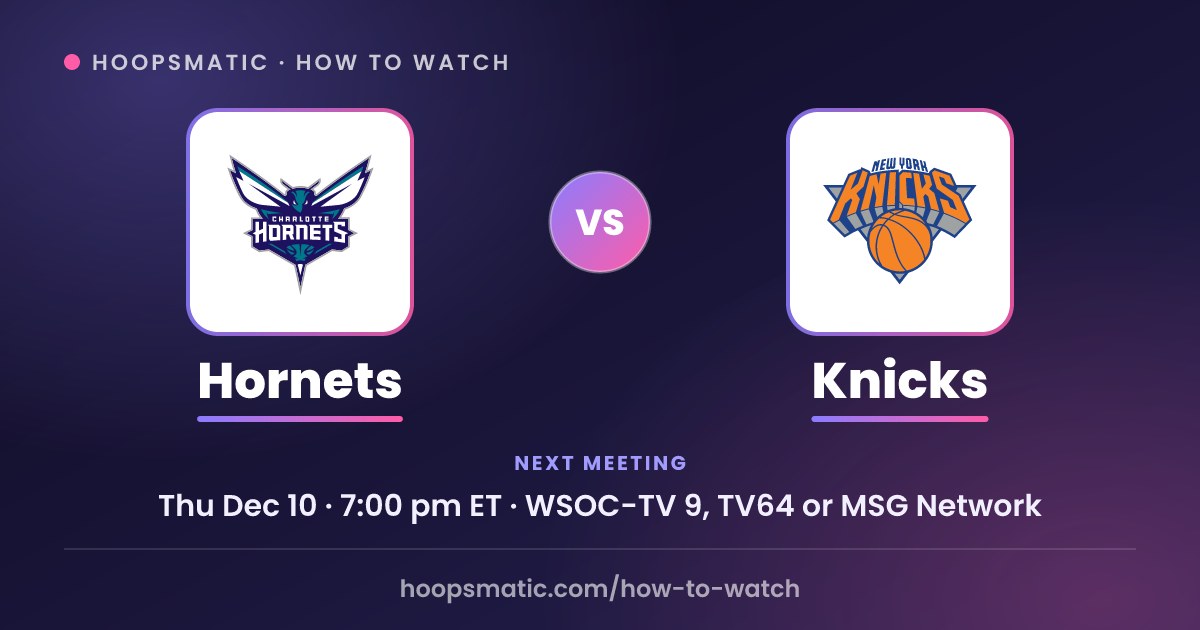 HOOPSMATIC · HOW TO WATCH
CHARLOTTE
HORNETS
VS
NEW YORK
KNICKS
Hornets
Knicks
NEXT MEETING
Thu Dec 10 · 7:00 pm ET · WSOC-TV 9, TV64 or MSG Network
hoopsmatic.com/how-to-watch